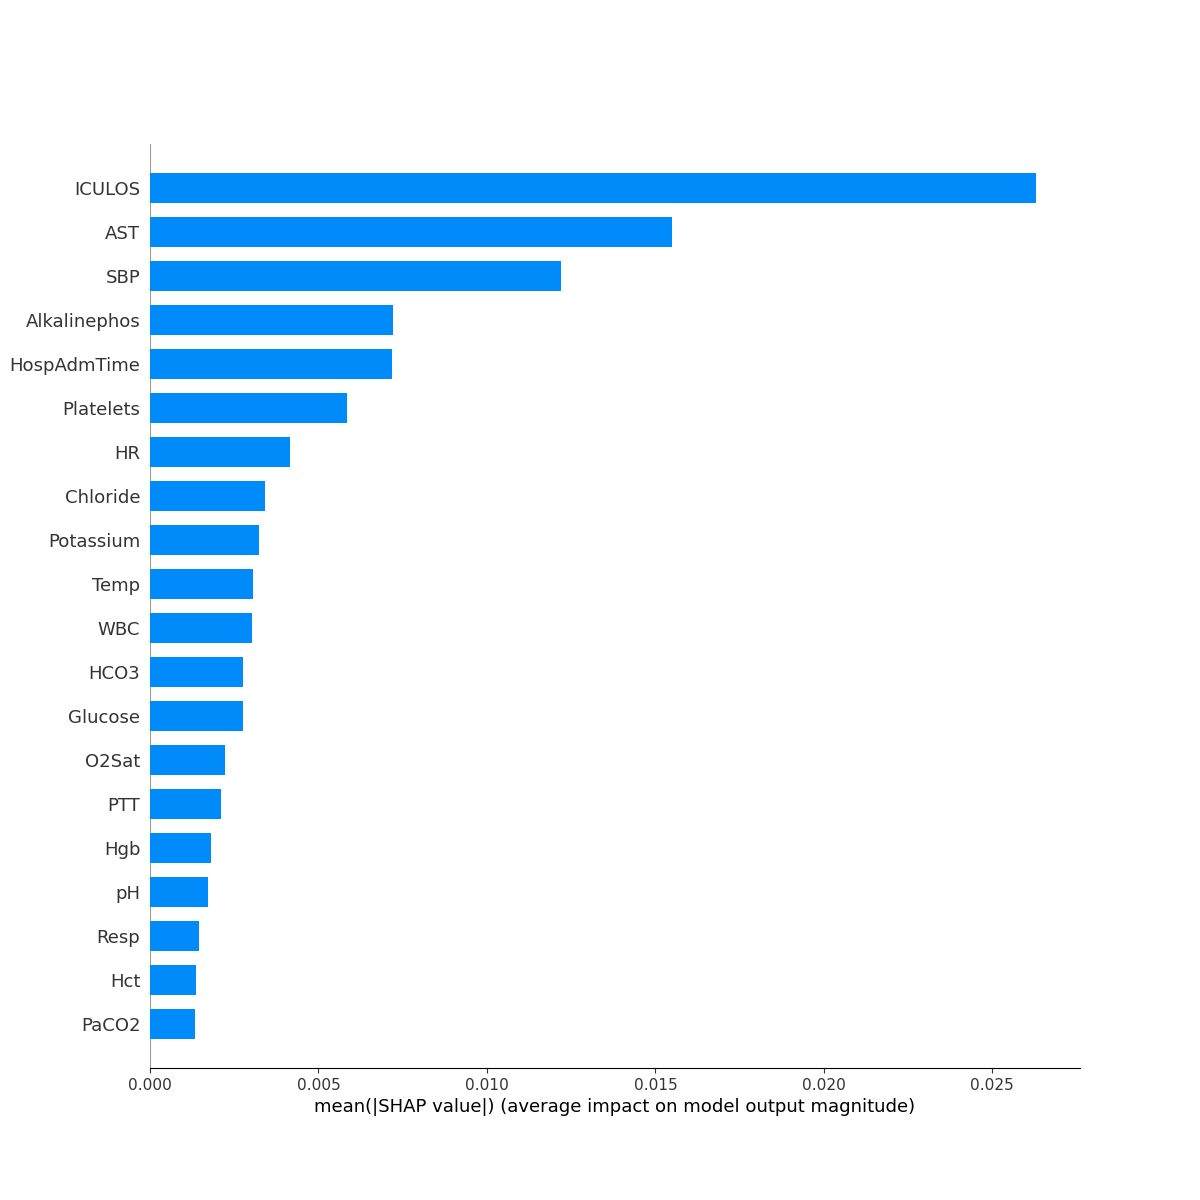 ICULOS
AST
SBP
Alkalinephos
HospAdmTime
Platelets
HR
Chloride
Potassium
Temp
WBC
HCO3
Glucose
O2Sat
PTT
Hgb
pH
Resp
Hct
PaCO2
0.000 0.005 0.010 0.015 0.020 0.025
mean(|SHAP value|) (average impact on model output magnitude)